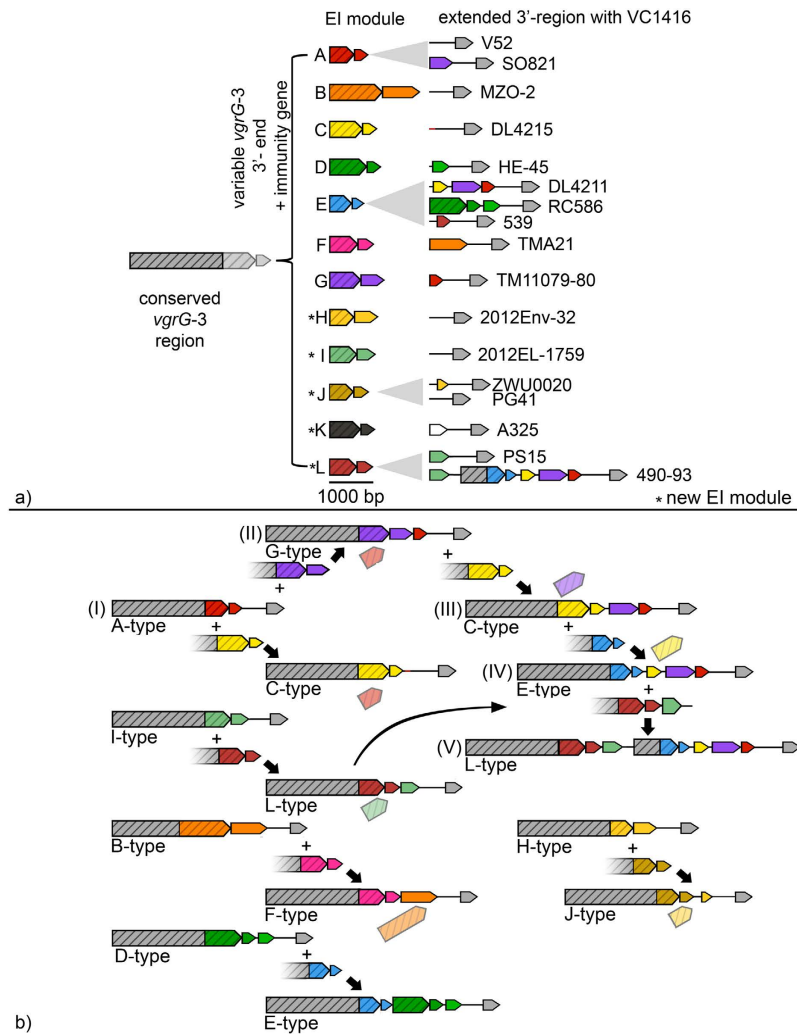 EI module
extended 3'-region with VC1416
variable vgrG-3
3'- end
+ immunity gene
A
V52
SO821
B
MZO-2
C
DL4215
D
HE-45
E
DL4211
RC586
539
F
TMA21
G
TM11079-80
conserved
vgrG-3
region
*H
2012Env-32
* I
2012EL-1759
*J
ZWU0020
PG41
*K
A325
*L
PS15
490-93
1000 bp
a)
* new EI module
(II)
G-type
+
+
(I)
A-type
+
(III)
C-type
+
C-type
(IV)
E-type
+
I-type
+
(V)
L-type
L-type
B-type
+
H-type
+
F-type
J-type
D-type
+
E-type
b)